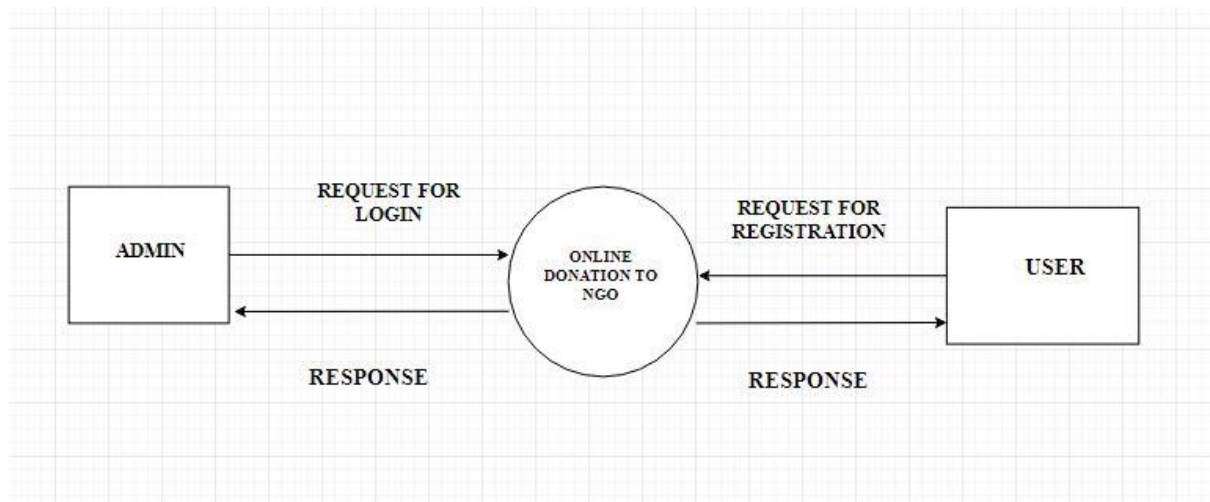 REQUEST FOR
LOGIN
REQUEST FOR
REGISTRATION
ADMIN
ONLINE
DONATION TO
NGO
USER
RESPONSE
RESPONSE